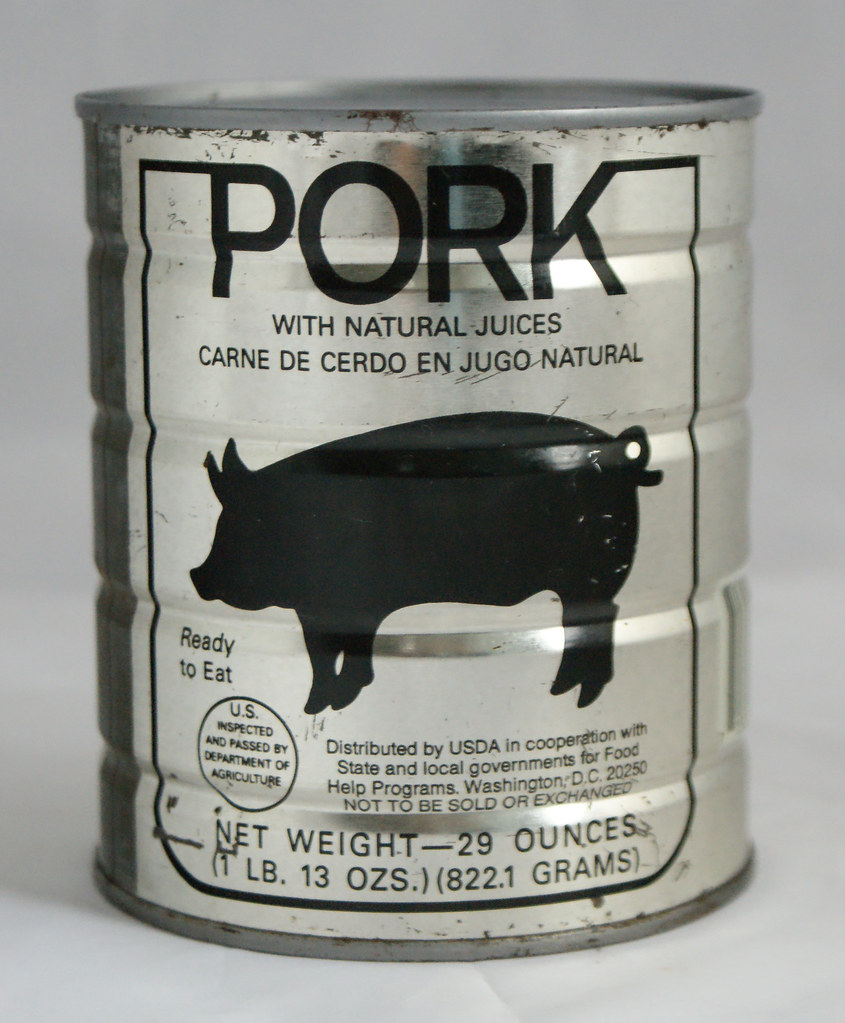 PORK
WITH NATURAL JUICES
CARNE DE CERDO EN JUGO NATURAL
Ready
to Eat
U.S.
INSPECTED
AND PASSED BY
DEPARTMENT OF
AGRICULTURE
Distributed by USDA in cooperation with
State and local governments for Food
Help Programs. Washington, D.C. 20250
NOT TO BE SOLD OR EXCHANGED
NET WEIGHT—29 OUNCES
(1 LB. 13 OZS.) (822.1 GRAMS)